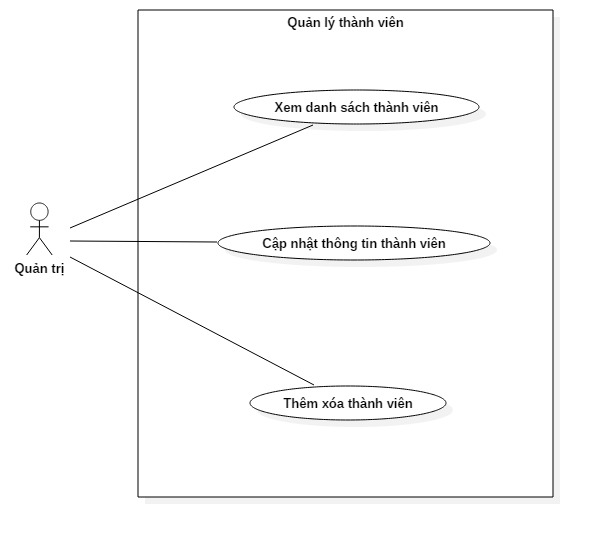 Quản lý thành viên
Xem danh sách thành viên
Cập nhật thông tin thành viên
Quản trị
Thêm xóa thành viên